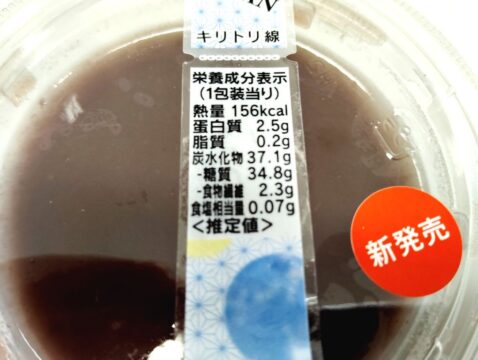 キリトリ線
栄養成分表示
(1包装当り)
熱量 156kcal
蛋白質 2.5g
脂質 0.2g
炭水化物 37.1g
-糖質 34.8g
-食物繊維 2.3g
食塩相当量 0.07g
<推定値>
新発売